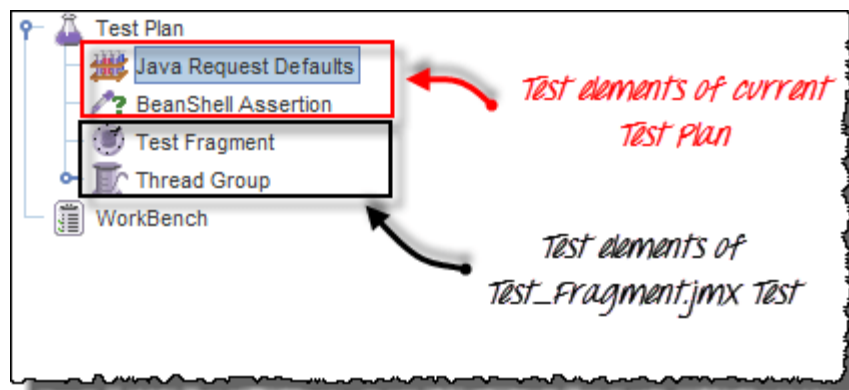 Test Plan
Java Request Defaults
BeanShell Assertion
Test Fragment
Thread Group
WorkBench
Test elements of current
Test Plan
Test elements of
Test_Fragment.jmx Test